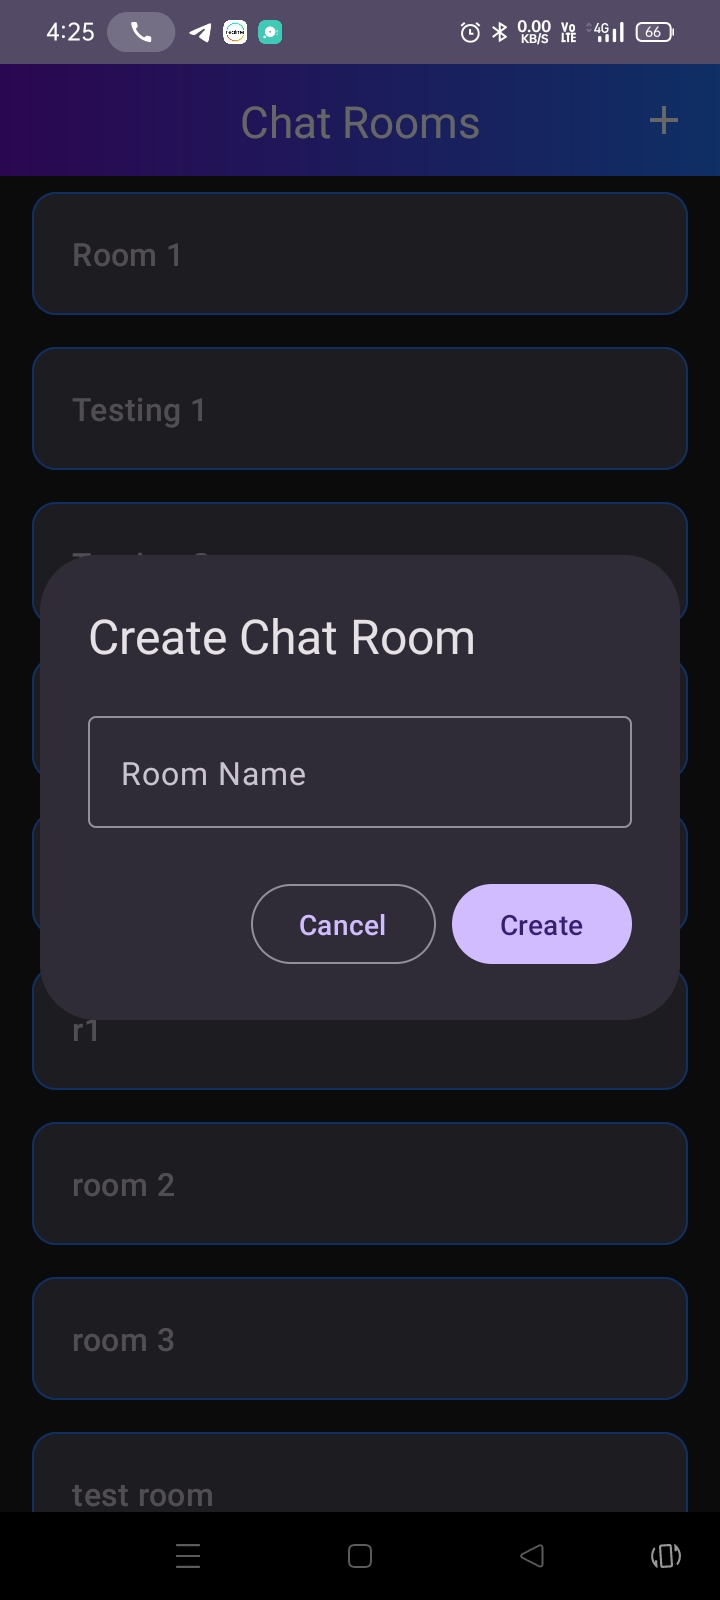 4:25 0.00 KB/S Vo LTE 4G 66
Chat Rooms +
Room 1
Testing 1
Create Chat Room
Room Name
Cancel Create
r1
room 2
room 3
test room